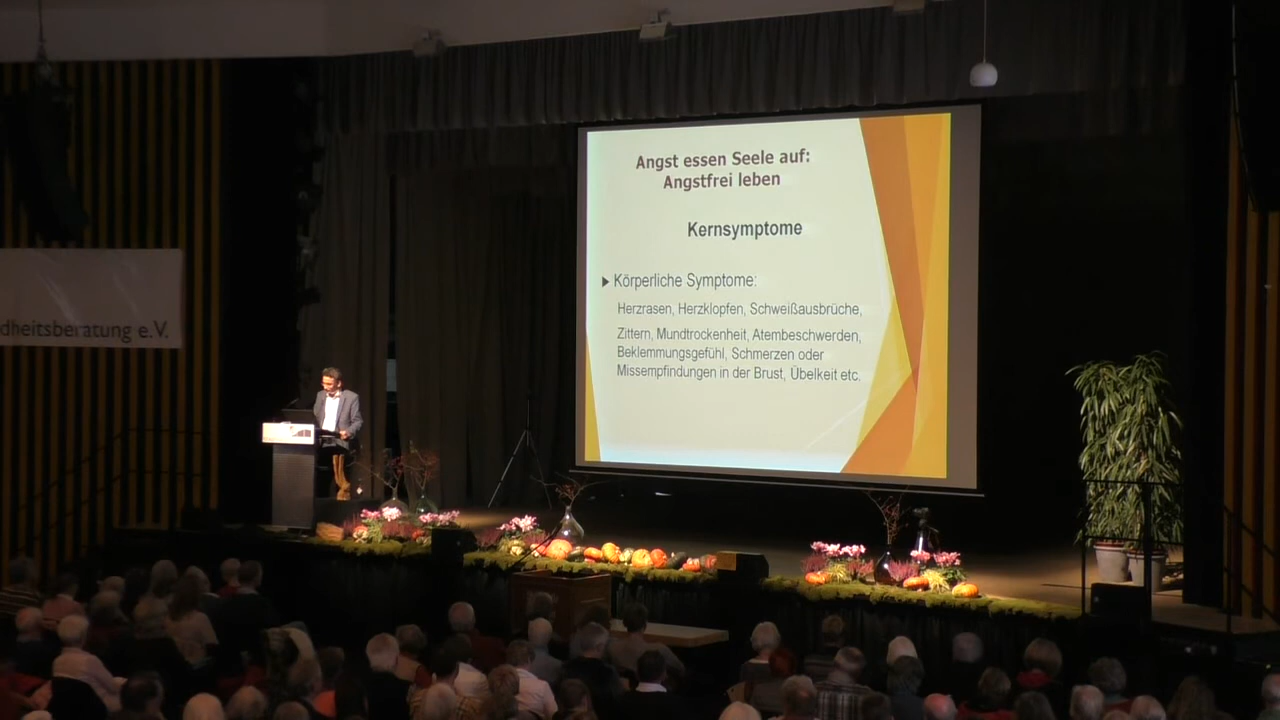 Angst essen Seele auf:
Angstfrei leben
Kernsymptome
Körperliche Symptome:
Herzrasen, Herzklopfen, Schweißausbrüche,
Zittern, Mundtrockenheit, Atembeschwerden,
Beklemmungsgefühl, Schmerzen oder
Missempfindungen in der Brust, Übelkeit etc.
dheitsberatung e.V.